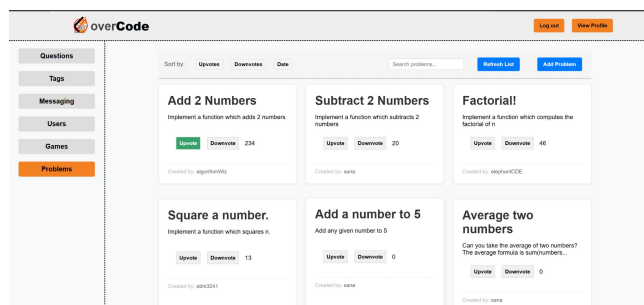 overCode
Log out
View Profile
Questions
Tags
Messaging
Users
Games
Problems
Sort by:
Upvotes
Downvotes
Date
Search problems...
Refresh List
Add Problem
Add 2 Numbers
Implement a function which adds 2 numbers
Upvote
Downvote
234
Created by: algorithmWiz
Subtract 2 Numbers
Implement a function which subtracts 2
numbers
Upvote
Downvote
20
Created by: sana
Factorial!
Implement a function which computes the
factorial of n
Upvote
Downvote
46
Created by: elephantCDE
Square a number.
Implement a function which squares n.
Upvote
Downvote
13
Created by: abhi3241
Add a number to 5
Add any given number to 5
Upvote
Downvote
0
Created by: sana
Average two
numbers
Can you take the average of two numbers?
The average formula is sum(numbers...
Upvote
Downvote
0
Created by: sana